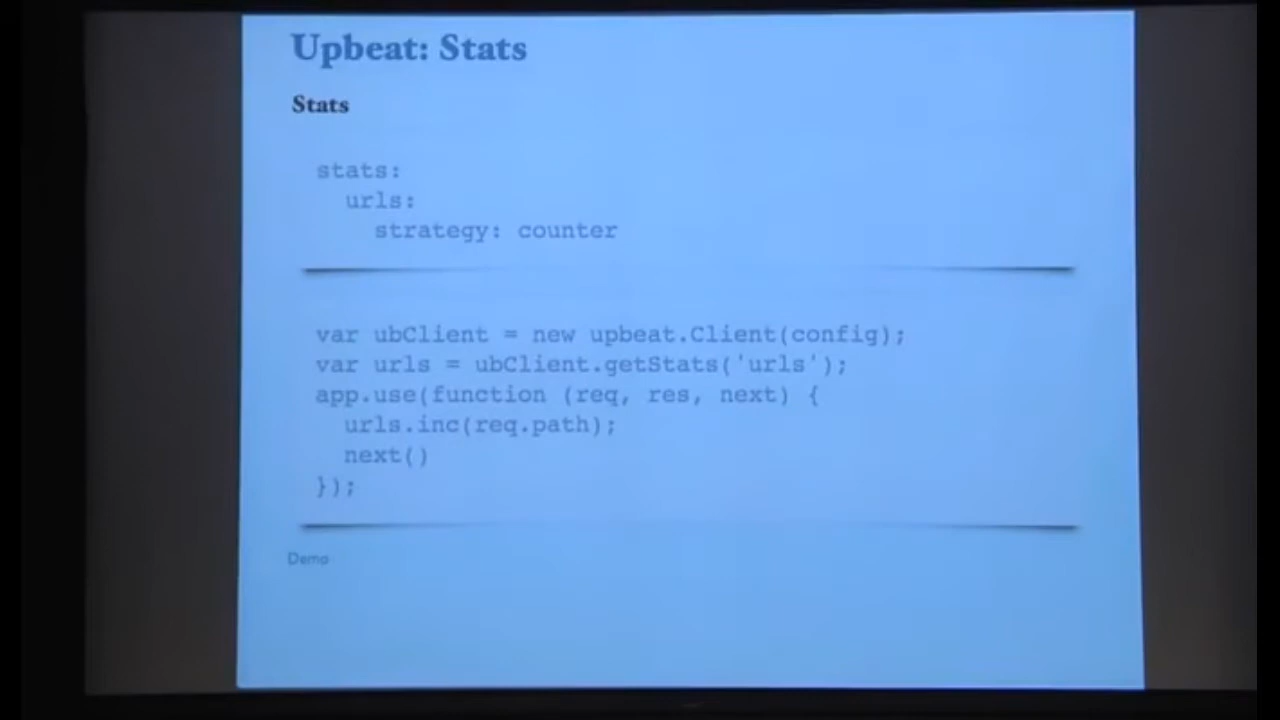 Upbeat: Stats
Stats
stats:
  urls:
    strategy: counter
var ubClient = new upbeat.Client(config);
var urls = ubClient.getStats('urls');
app.use(function (req, res, next) {
  urls.inc(req.path);
  next()
});
Demo